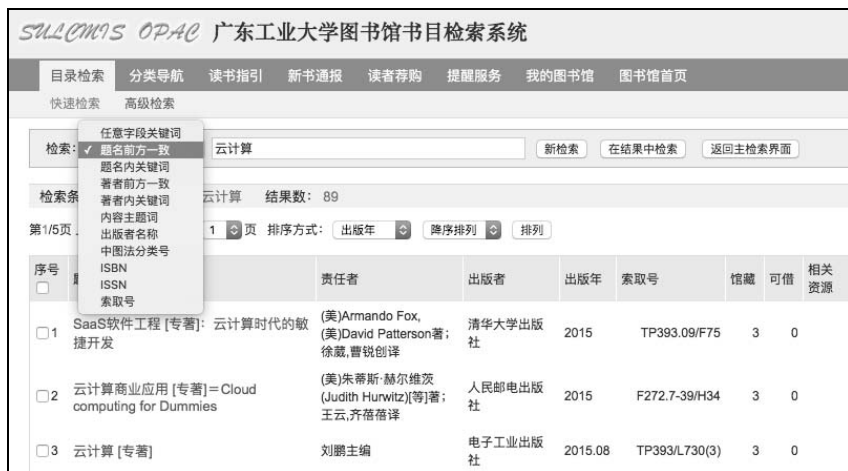 SULCMIS OPAC 广东工业大学图书馆书目检索系统
目录检索 分类导航 读书指引 新书通报 读者荐购 提醒服务 我的图书馆 图书馆首页
快速检索 高级检索
任意字段关键词
检索: ✓ 题名前方一致 云计算 新检索 在结果中检索 返回主检索界面
题名内关键词
著者前方一致
检索条 云计算 结果数: 89
著者内关键词
内容主题词
第1/5页 1 页 排序方式: 出版年 降序排列 排列
出版者名称
中图法分类号
ISBN
ISSN
索取号
序号 责任者 出版者 出版年 索取号 馆藏 可借 相关
资源
1 SaaS软件工程 [专著]: 云计算时代的敏
捷开发
(美)Armando Fox,
(美)David Patterson著;
徐葳,曹锐创译
清华大学出版
社
2015 TP393.09/F75 3 0
2 云计算商业应用 [专著]=Cloud
computing for Dummies
(美)朱蒂斯·赫尔维茨
(Judith Hurwitz)[等]著;
王云,齐蓓蓓译
人民邮电出版
社
2015 F272.7-39/H34 3 0
3 云计算 [专著] 刘鹏主编
电子工业出版
社
2015.08 TP393/L730(3) 3 0